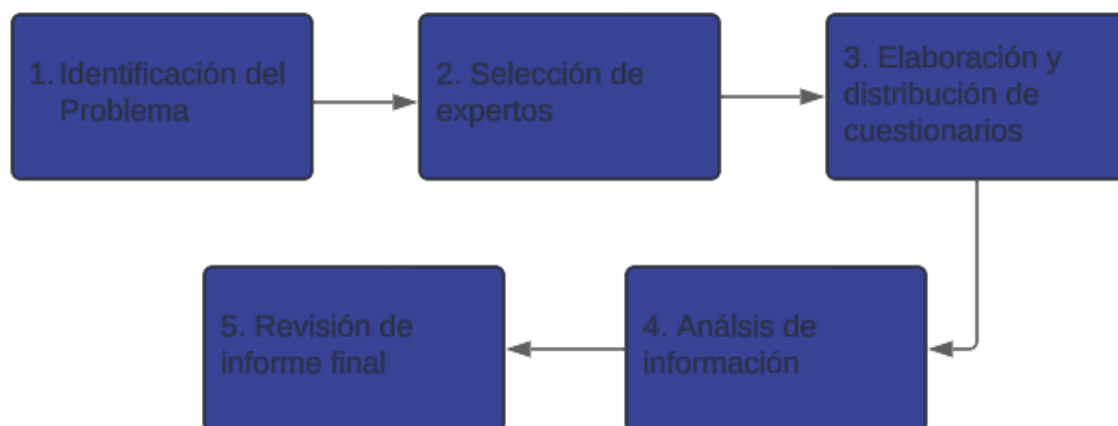 1. Identificación del
Problema
2. Selección de
expertos
3. Elaboración y
distribución de
cuestionarios
4. Análsis de
información
5. Revisión de
informe final